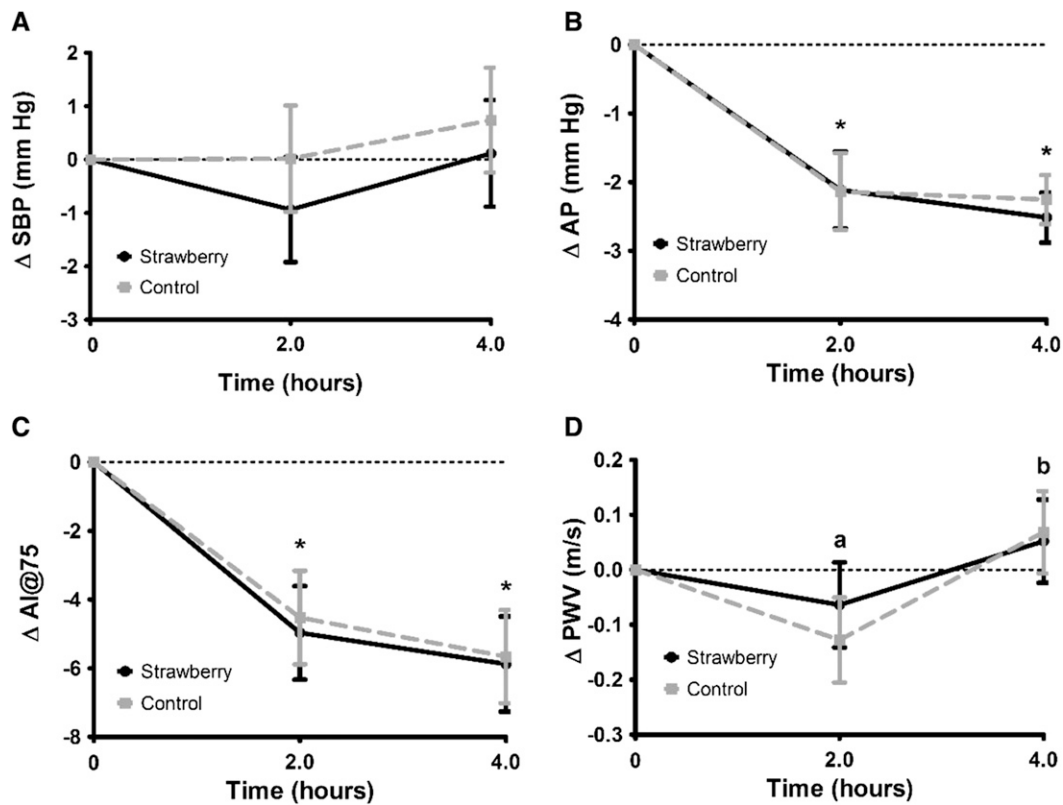 A
Δ SBP (mm Hg)
2
1
0
-1
-2
-3
Strawberry
Control
0
2.0
4.0
Time (hours)
B
Δ AP (mm Hg)
0
-1
-2
-3
-4
*
*
Strawberry
Control
0
2.0
4.0
Time (hours)
C
Δ AI@75
0
-2
-4
-6
-8
*
*
Strawberry
Control
0
2.0
4.0
Time (hours)
D
Δ PWV (m/s)
0.2
0.1
0.0
-0.1
-0.2
-0.3
a
b
Strawberry
Control
0
2.0
4.0
Time (hours)